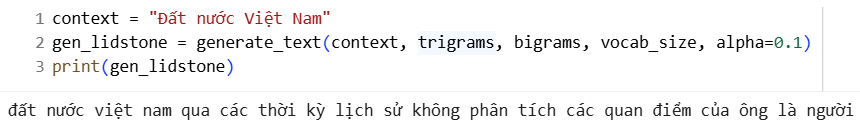 1 context = "Đất nước Việt Nam"
2 gen_lidstone = generate_text(context, trigrams, bigrams, vocab_size, alpha=0.1)
3 print(gen_lidstone)
đất nước việt nam qua các thời kỳ lịch sử không phân tích các quan điểm của ông là người